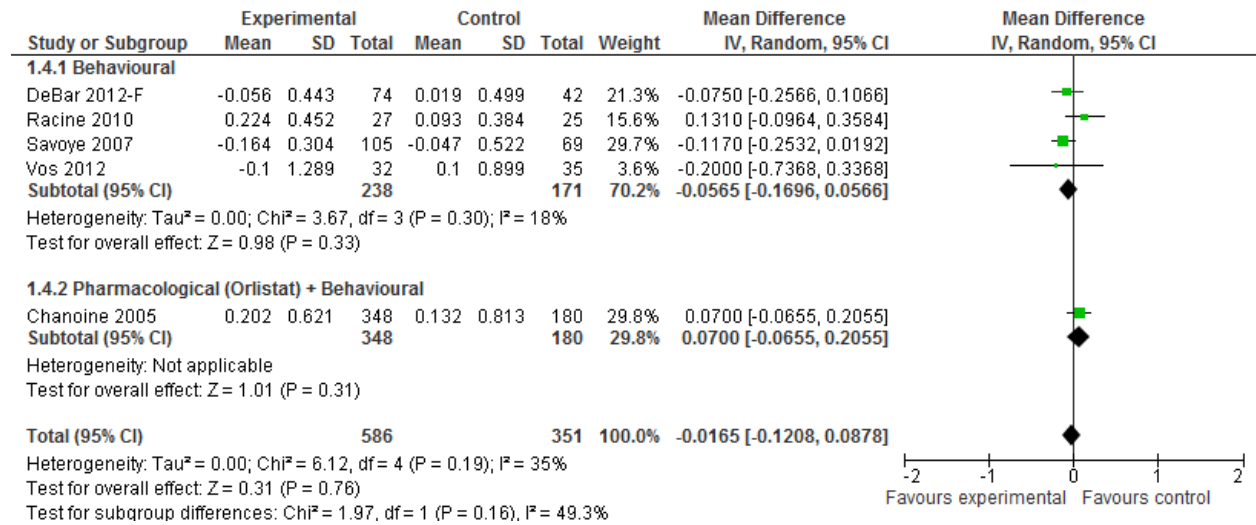 Experimental Control Mean Difference Mean Difference
Study or Subgroup Mean SD Total Mean SD Total Weight IV, Random, 95% CI IV, Random, 95% CI
1.4.1 Behavioural
DeBar 2012-F -0.056 0.443 74 0.019 0.499 42 21.3% -0.0750 [-0.2566, 0.1066]
Racine 2010 0.224 0.452 27 0.093 0.384 25 15.6% 0.1310 [-0.0964, 0.3584]
Savoye 2007 -0.164 0.304 105 -0.047 0.522 69 29.7% -0.1170 [-0.2532, 0.0192]
Vos 2012 -0.1 1.289 32 0.1 0.899 35 3.6% -0.2000 [-0.7368, 0.3368]
Subtotal (95% CI) 238 171 70.2% -0.0565 [-0.1696, 0.0566]
Heterogeneity: Tau² = 0.00; Chi² = 3.67, df = 3 (P = 0.30); I² = 18%
Test for overall effect: Z = 0.98 (P = 0.33)
1.4.2 Pharmacological (Orlistat) + Behavioural
Chanoine 2005 0.202 0.621 348 0.132 0.813 180 29.8% 0.0700 [-0.0655, 0.2055]
Subtotal (95% CI) 348 180 29.8% 0.0700 [-0.0655, 0.2055]
Heterogeneity: Not applicable
Test for overall effect: Z = 1.01 (P = 0.31)
Total (95% CI) 586 351 100.0% -0.0165 [-0.1208, 0.0878]
Heterogeneity: Tau² = 0.00; Chi² = 6.12, df = 4 (P = 0.19); I² = 35%
Test for overall effect: Z = 0.31 (P = 0.76)
Test for subgroup differences: Chi² = 1.97, df = 1 (P = 0.16), I² = 49.3%
-2 -1 0 1 2
Favours experimental Favours control